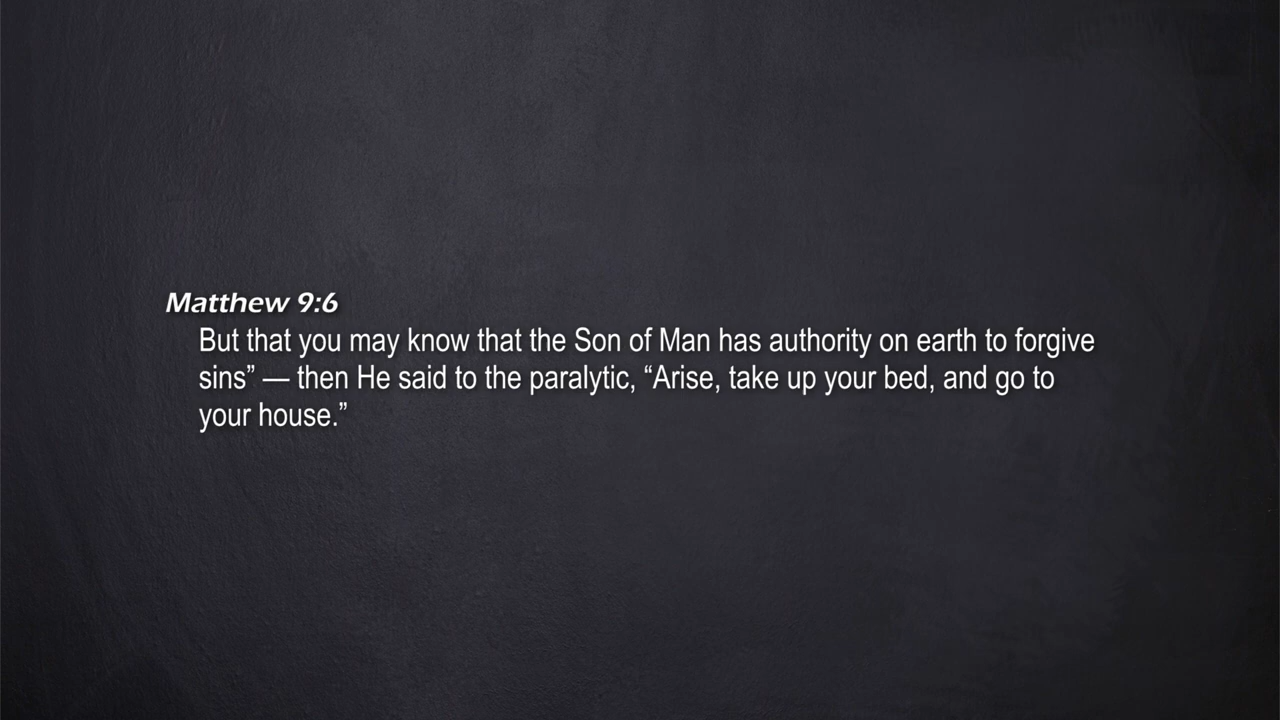 Matthew 9:6
But that you may know that the Son of Man has authority on earth to forgive
sins” — then He said to the paralytic, “Arise, take up your bed, and go to
your house.”